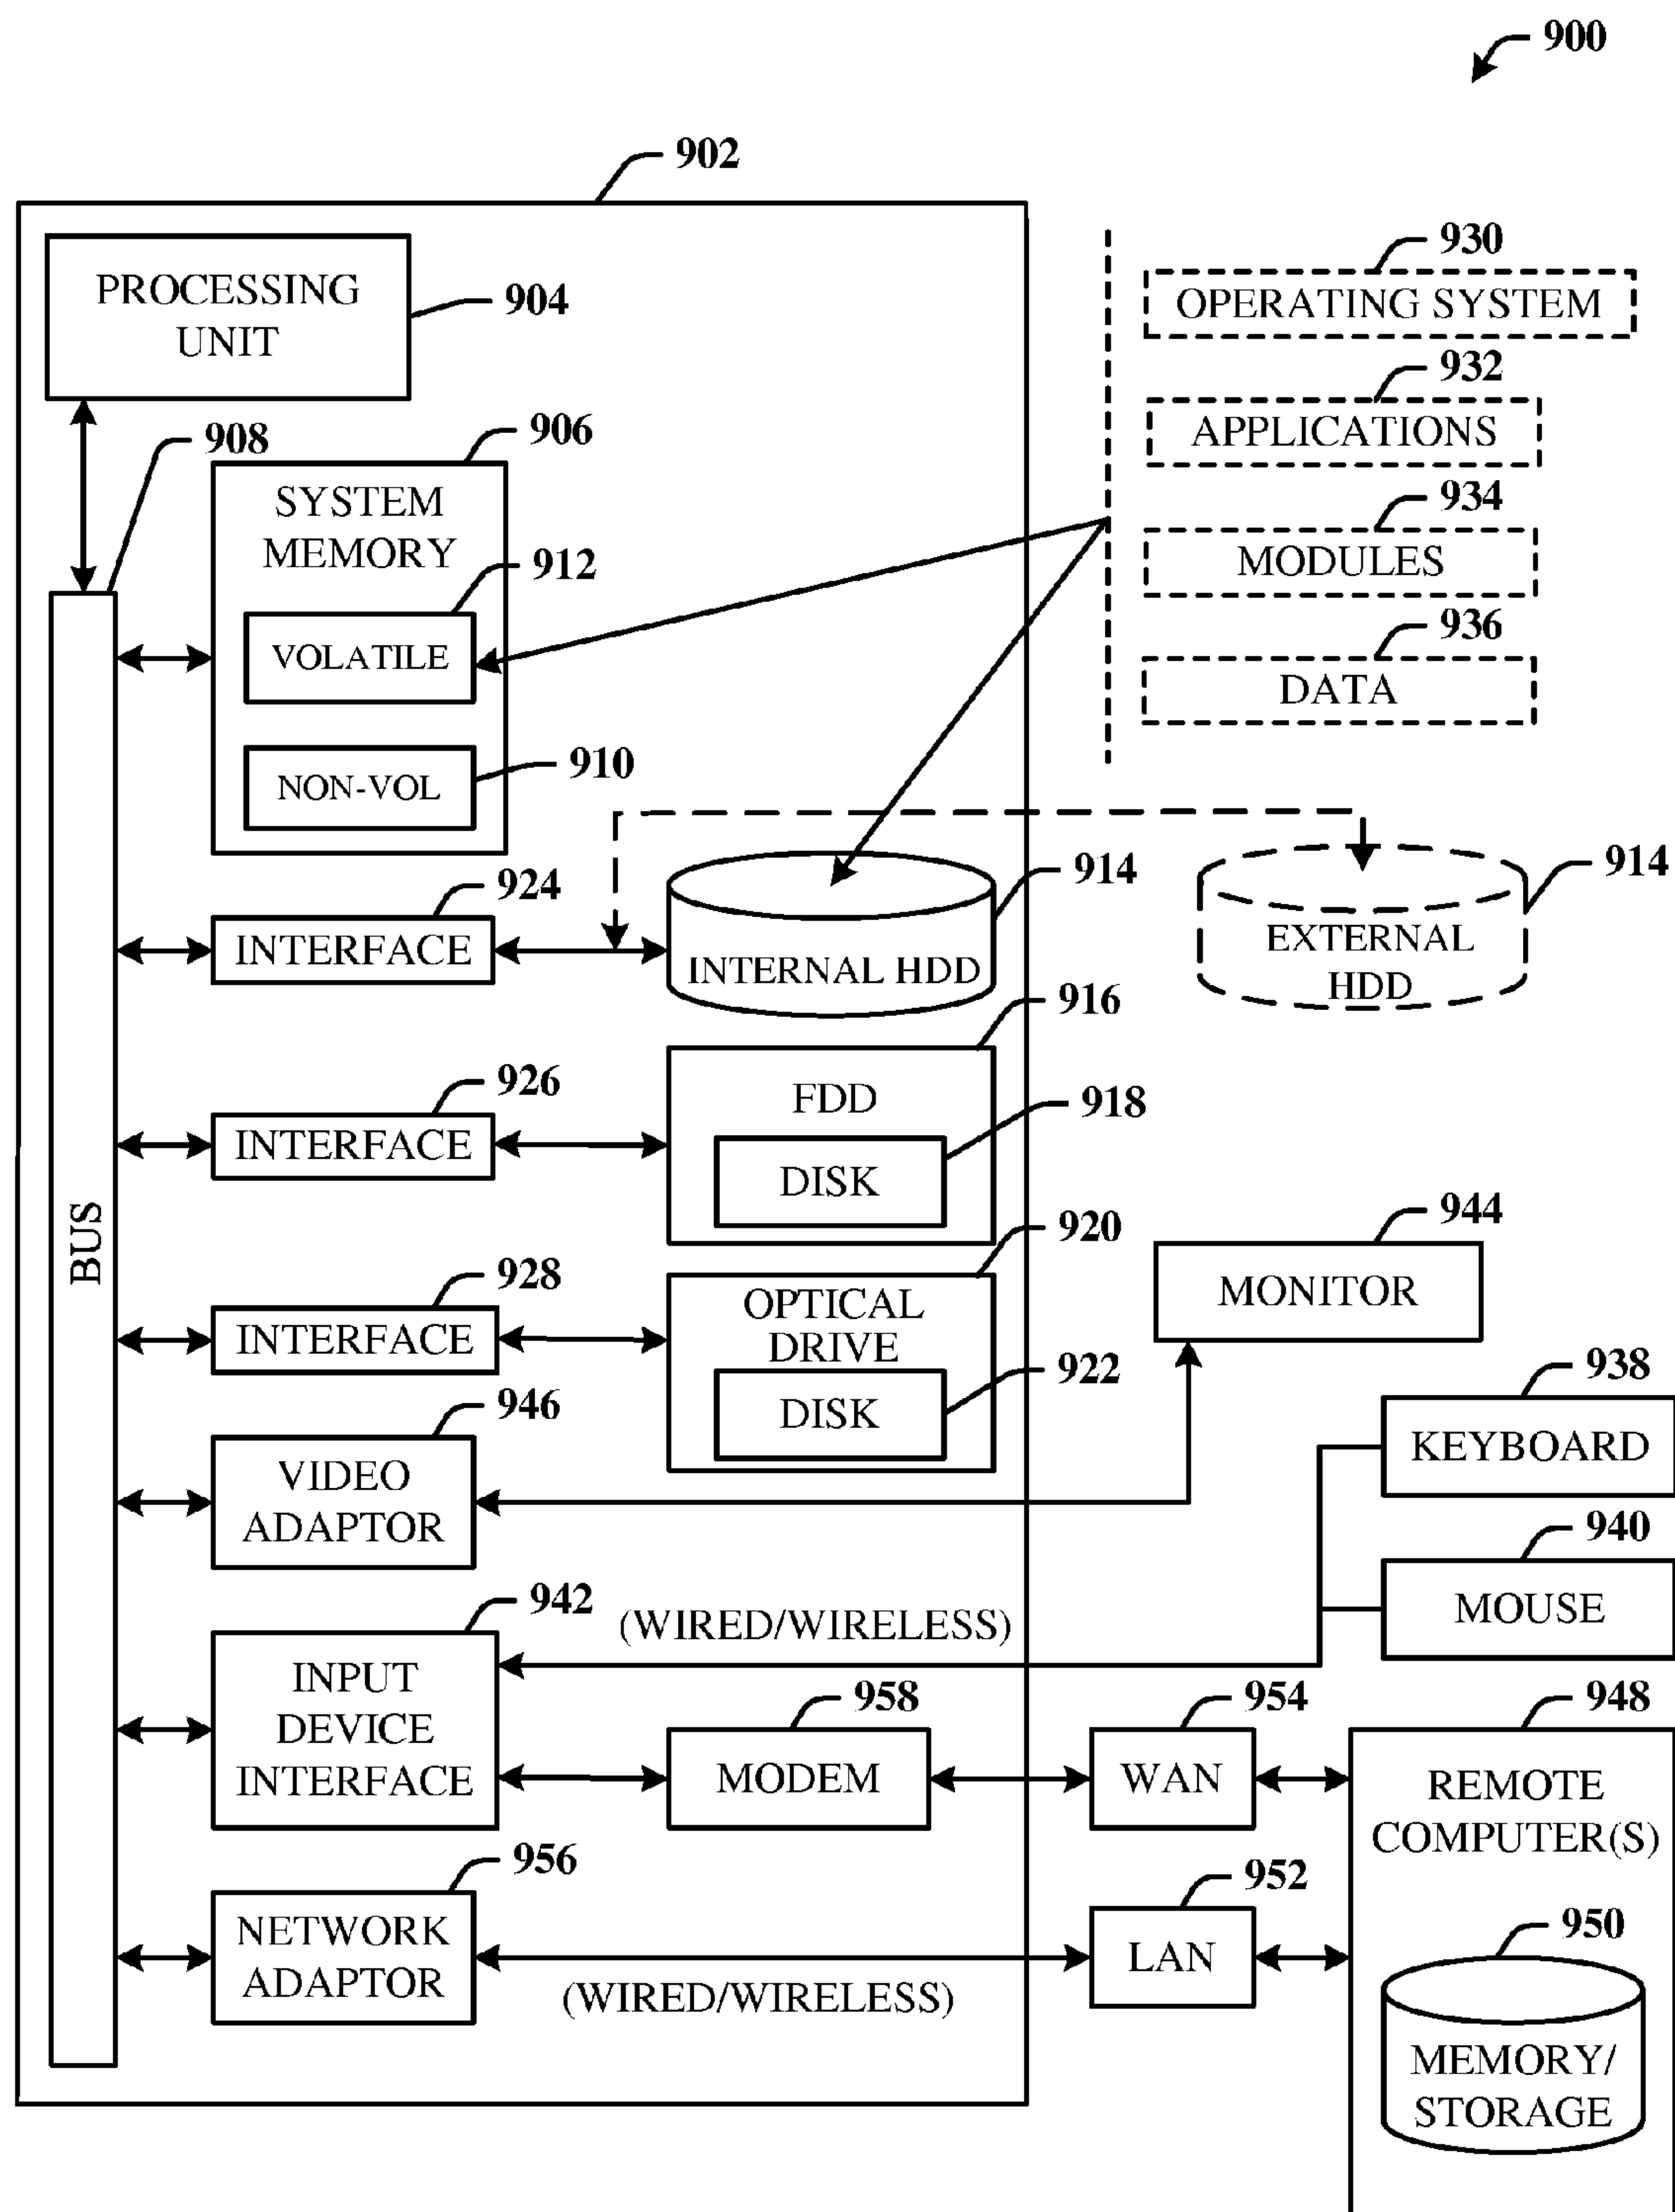 900
902
PROCESSING
UNIT
904
930
OPERATING SYSTEM
932
APPLICATIONS
934
MODULES
936
DATA
908
906
SYSTEM
MEMORY
912
VOLATILE
910
NON-VOL
BUS
924
INTERFACE
914
INTERNAL HDD
914
EXTERNAL
HDD
926
INTERFACE
916
FDD
918
DISK
928
INTERFACE
920
OPTICAL
DRIVE
922
DISK
944
MONITOR
946
VIDEO
ADAPTOR
938
KEYBOARD
940
MOUSE
942
INPUT
DEVICE
INTERFACE
(WIRED/WIRELESS)
958
MODEM
954
WAN
948
REMOTE
COMPUTER(S)
956
NETWORK
ADAPTOR
(WIRED/WIRELESS)
952
LAN
950
MEMORY/
STORAGE